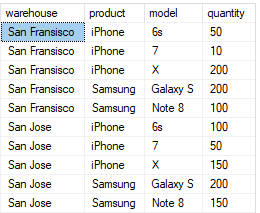 warehouse product model quantity
San Fransisco iPhone 6s 50
San Fransisco iPhone 7 10
San Fransisco iPhone X 200
San Fransisco Samsung Galaxy S 200
San Fransisco Samsung Note 8 100
San Jose iPhone 6s 100
San Jose iPhone 7 50
San Jose iPhone X 150
San Jose Samsung Galaxy S 200
San Jose Samsung Note 8 150